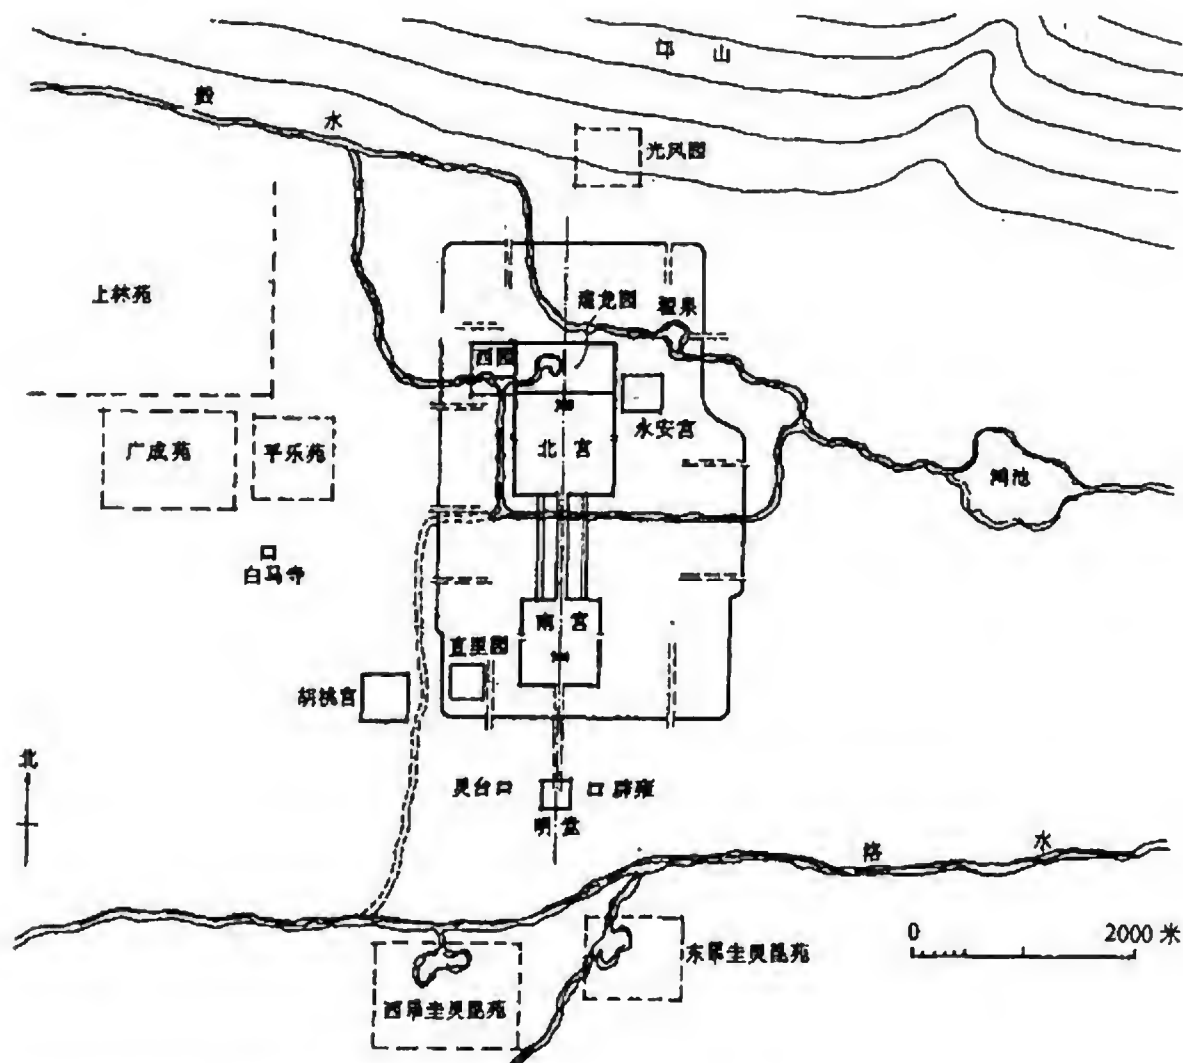 邙山
穀水
光风园
上林苑
濯龙园
翟泉
西园
永安宫
北宫
广成苑
平乐苑
鸿池
白马寺
南宫
直里园
胡桃宫
北
灵台
辟雍
明堂
洛水
0 2000 米
东罼圭灵昆苑
西罼圭灵昆苑